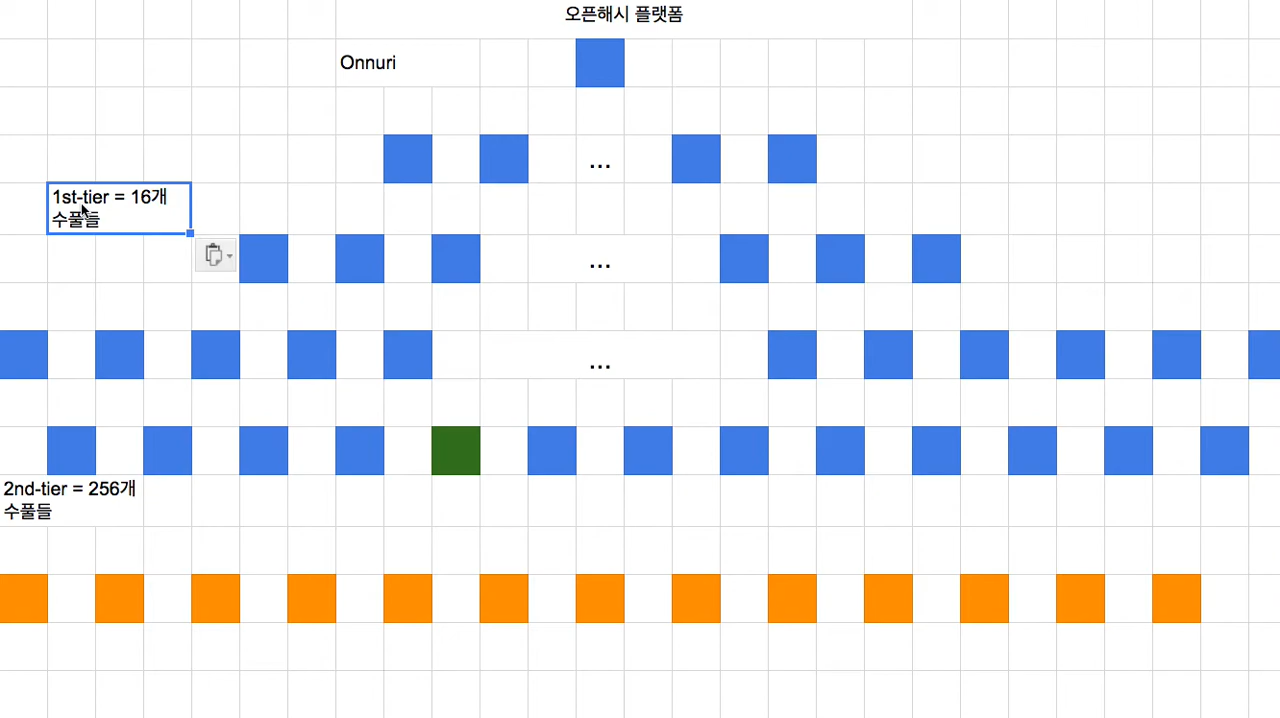 오픈해시 플랫폼
Onnuri
...
1st-tier = 16개
수풀들
...
...
2nd-tier = 256개
수풀들